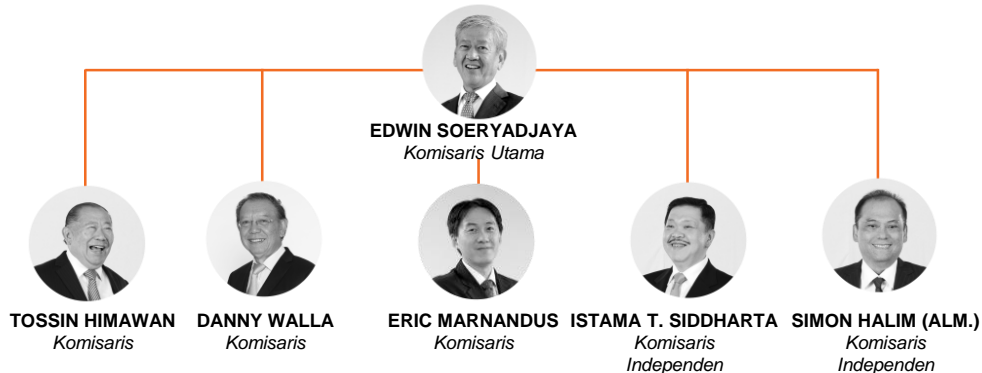 EDWIN SOERYADJAYA
Komisaris Utama
TOSSIN HIMAWAN
Komisaris
DANNY WALLA
Komisaris
ERIC MARNANDUS
Komisaris
ISTAMA T. SIDDHARTA
Komisaris
Independen
SIMON HALIM (ALM.)
Komisaris
Independen